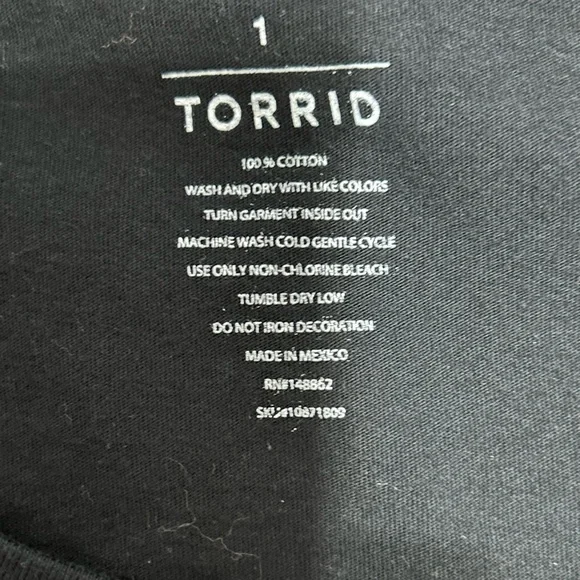 1
TORRID
100% COTTON
WASH AND DRY WITH LIKE COLORS
TURN GARMENT INSIDE OUT
MACHINE WASH COLD GENTLE CYCLE
USE ONLY NON-CHLORINE BLEACH
TUMBLE DRY LOW
DO NOT IRON DECORATION
MADE IN MEXICO
RN#148862
SKU#10871809